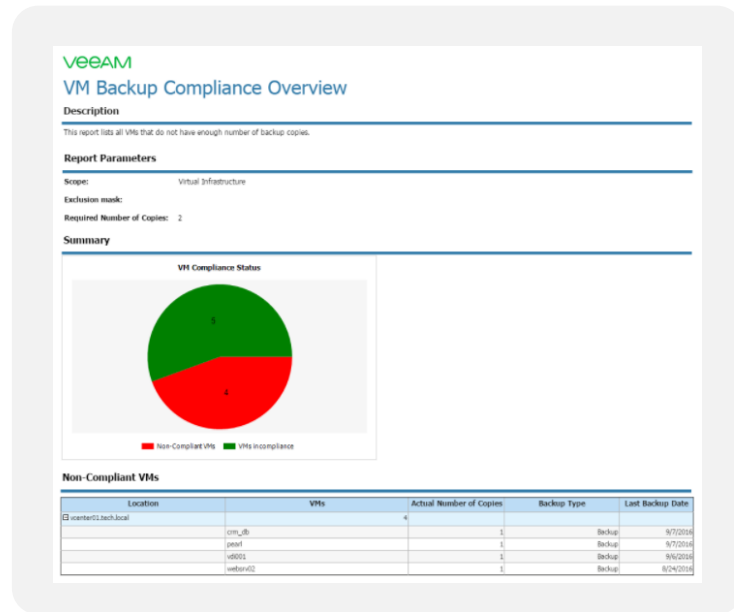 veeAM
VM Backup Compliance Overview
Description
This report lists all VMs that do not have enough number of backup copies.
Report Parameters
Scope: Virtual Infrastructure
Exclusion mask:
Required Number of Copies: 2
Summary
VM Compliance Status
5
4
Non-Compliant VMs VMs in compliance
Non-Compliant VMs
Location VMs Actual Number of Copies Backup Type Last Backup Date
vcenter01.tech.local 4
crm_db 1 Backup 9/7/2016
pearl 1 Backup 9/7/2016
vdi001 1 Backup 9/6/2016
websrv02 1 Backup 8/24/2016